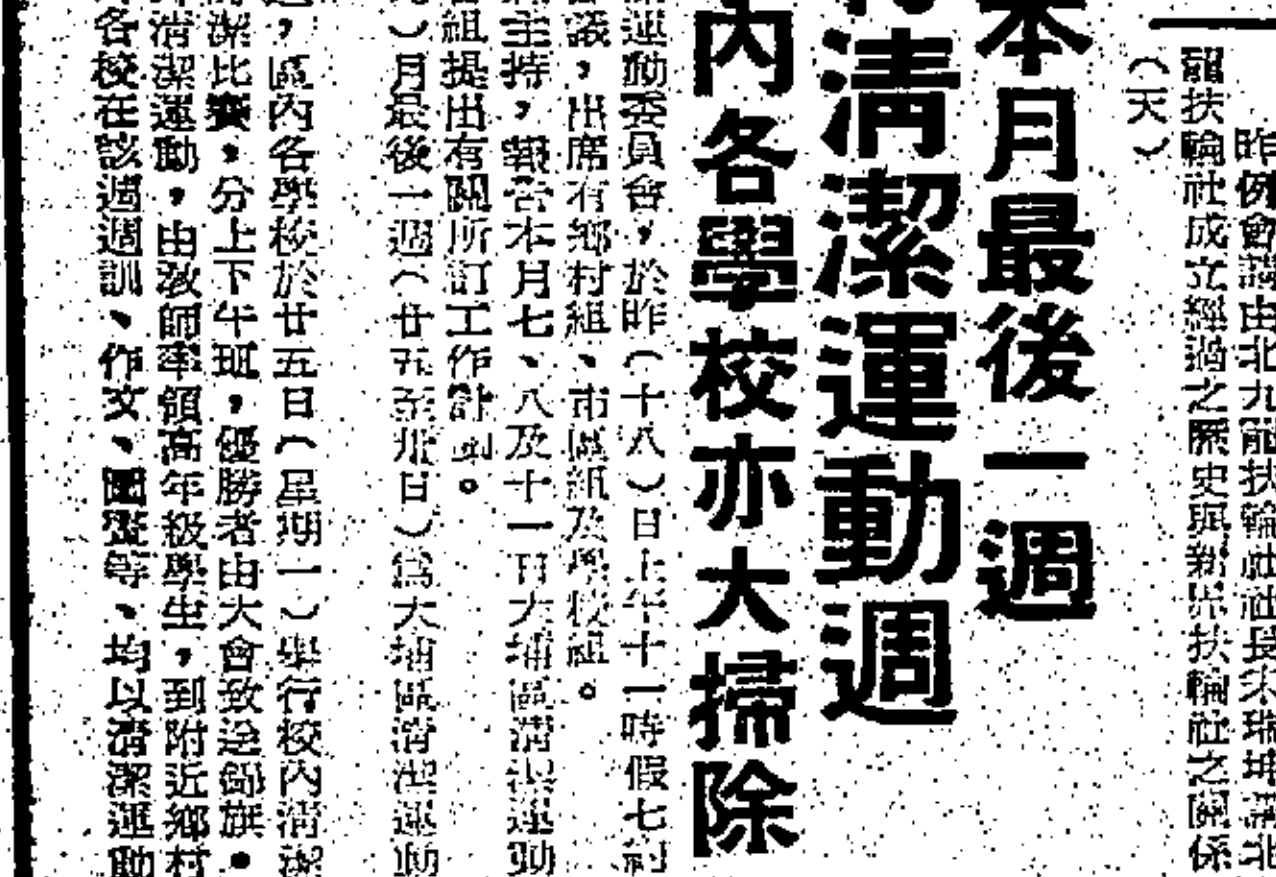 昨例會請由北九龍扶輪社社長
龍扶輪社成立經過之歷史與新界扶輪社之關係
（天）
本月最後一週
清潔運動週
內各學校亦大掃除
運動委員會，於昨（十八）日上午十一時假七
議，出席有鄉村組、市區組及學校組。
主持，報告本月七、八及十一日大埔區清潔運動
組提出有關所訂工作計劃。
）月最後一週（廿五至卅日）為大埔區清潔運動
，區內各學校於廿五日（星期一）舉行校內清潔
潔比賽，分上下午班，優勝者由大會致送錦旗。
清潔運動，由教師率領高年級學生，到附近鄉村
各校在該週週訓、作文、圖畫等、均以清潔運動